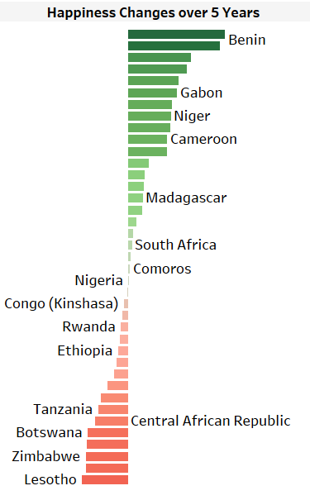 Happiness Changes over 5 Years
Benin
Gabon
Niger
Cameroon
Madagascar
South Africa
Comoros
Nigeria
Congo (Kinshasa)
Rwanda
Ethiopia
Tanzania
Central African Republic
Botswana
Zimbabwe
Lesotho